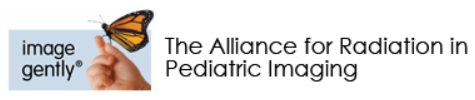 image
gently®
The Alliance for Radiation in
Pediatric Imaging